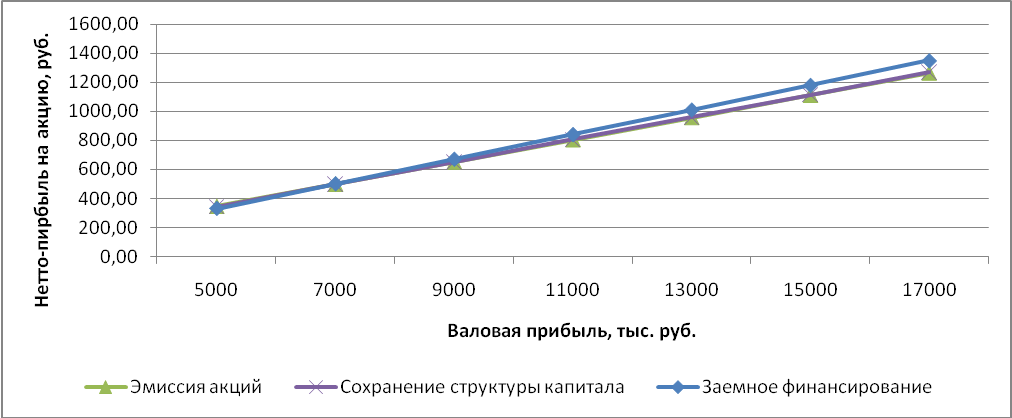 1600,00
1400,00
1200,00
1000,00
800,00
600,00
400,00
200,00
0,00
Нетто-пирбыль на акцию, руб.
5000 7000 9000 11000 13000 15000 17000
Валовая прибыль, тыс. руб.
Эмиссия акций Сохранение структуры капитала Заемное финансирование